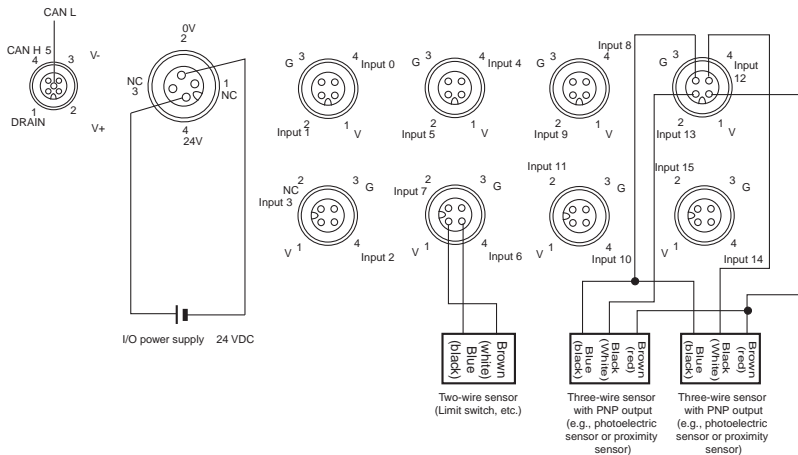 CAN L
CAN H 5
4
3
V-
1
2
DRAIN
V+
0V
2
NC
3
1
NC
4
24V
I/O power supply 24 VDC
G 3
4 Input 0
2
Input 1
1 V
G 3
4 Input 4
2
Input 5
1 V
Input 8
G 3
4
2
Input 9
1 V
G 3
4
Input
12
2
Input 13
1 V
NC 2
Input 3
3 G
V 1
4
Input 2
2
Input 7
3 G
V 1
4
Input 6
Input 11
2
3 G
V 1
4
Input 10
Input 15
2
3 G
V 1
4
Input 14
Brown
(white)
Blue
(black)
Two-wire sensor
(Limit switch, etc.)
Brown
(red)
Black
(White)
Blue
(black)
Three-wire sensor
with PNP output
(e.g., photoelectric
sensor or proximity
sensor)
Brown
(red)
Black
(White)
Blue
(black)
Three-wire sensor
with PNP output
(e.g., photoelectric
sensor or proximity
sensor)